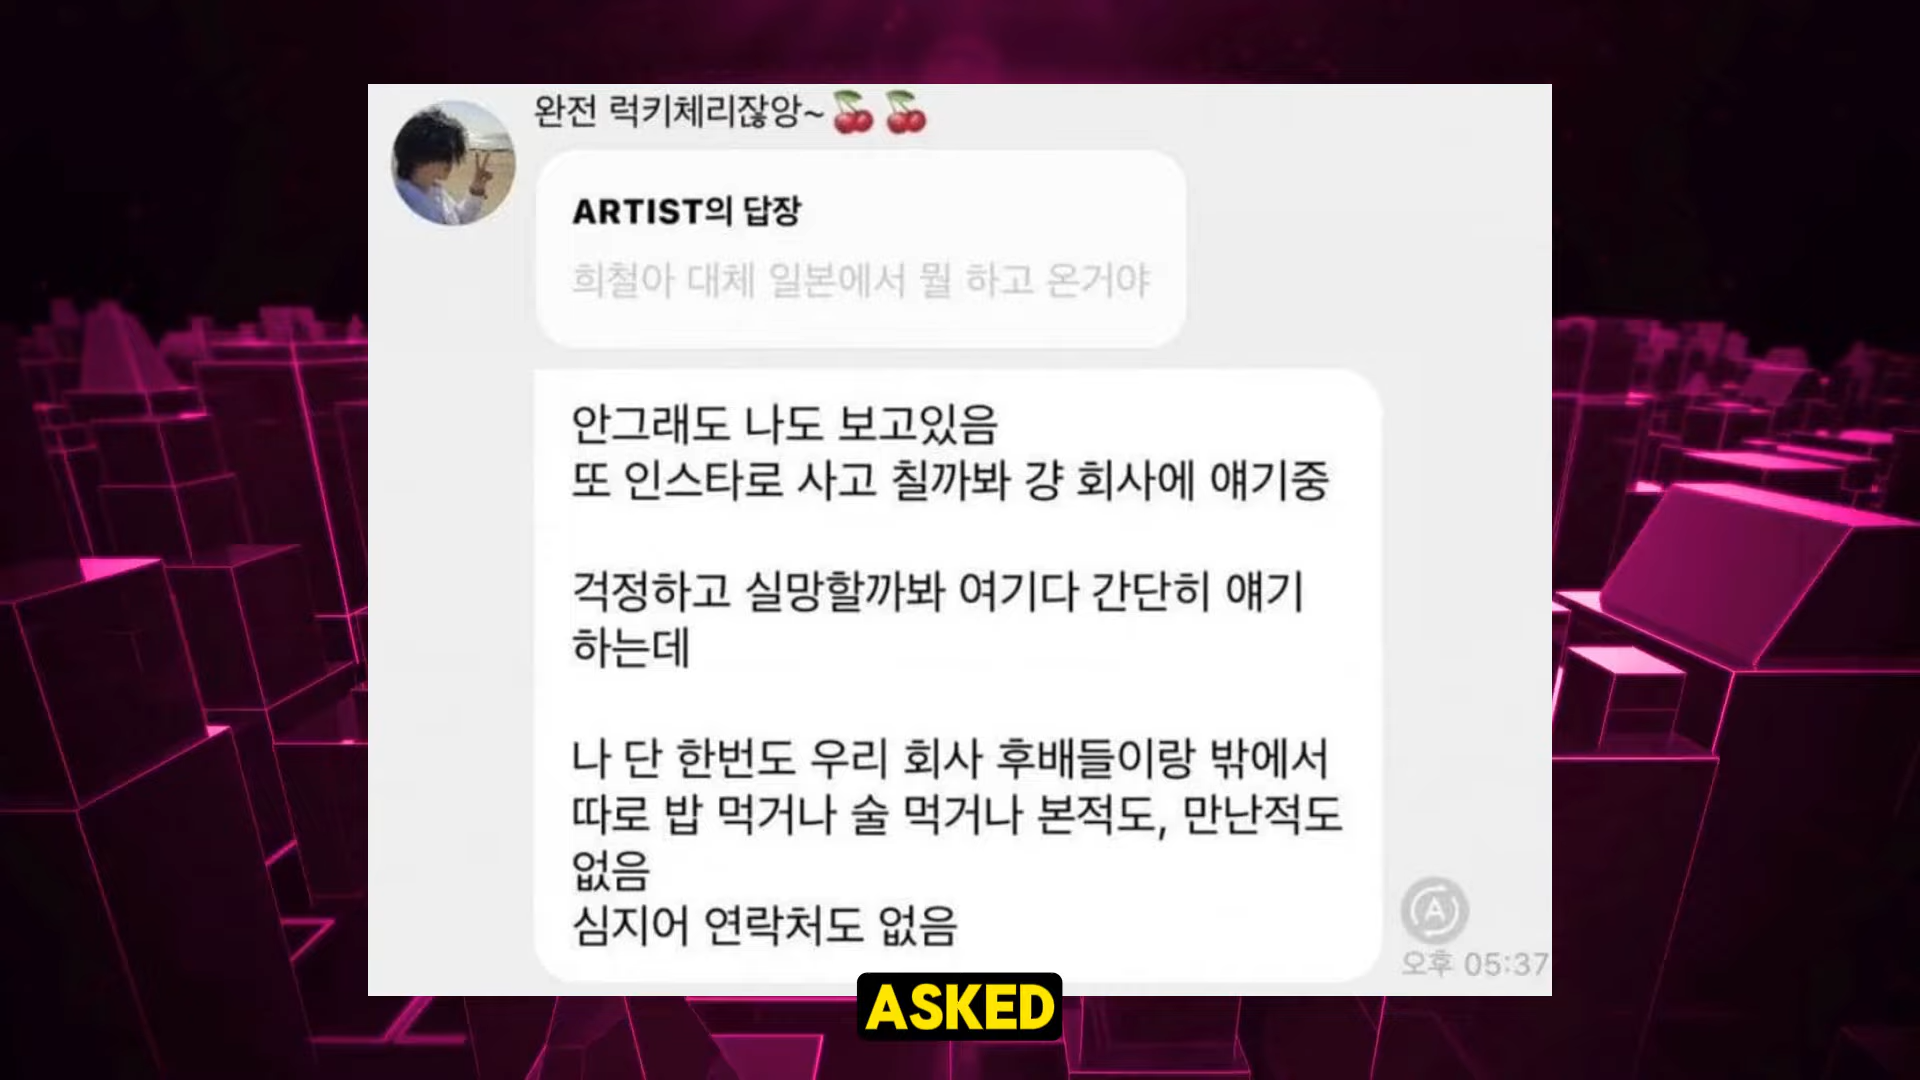 완전 럭키체리잖앙~🍒🍒
ARTIST의 답장
희철아 대체 일본에서 뭘 하고 온거야
안그래도 나도 보고있음
또 인스타로 사고 칠까봐 걍 회사에 얘기중
걱정하고 실망할까봐 여기다 간단히 얘기
하는데
나 단 한번도 우리 회사 후배들이랑 밖에서
따로 밥 먹거나 술 먹거나 본적도, 만난적도
없음
심지어 연락처도 없음
A
오후 05:37
ASKED